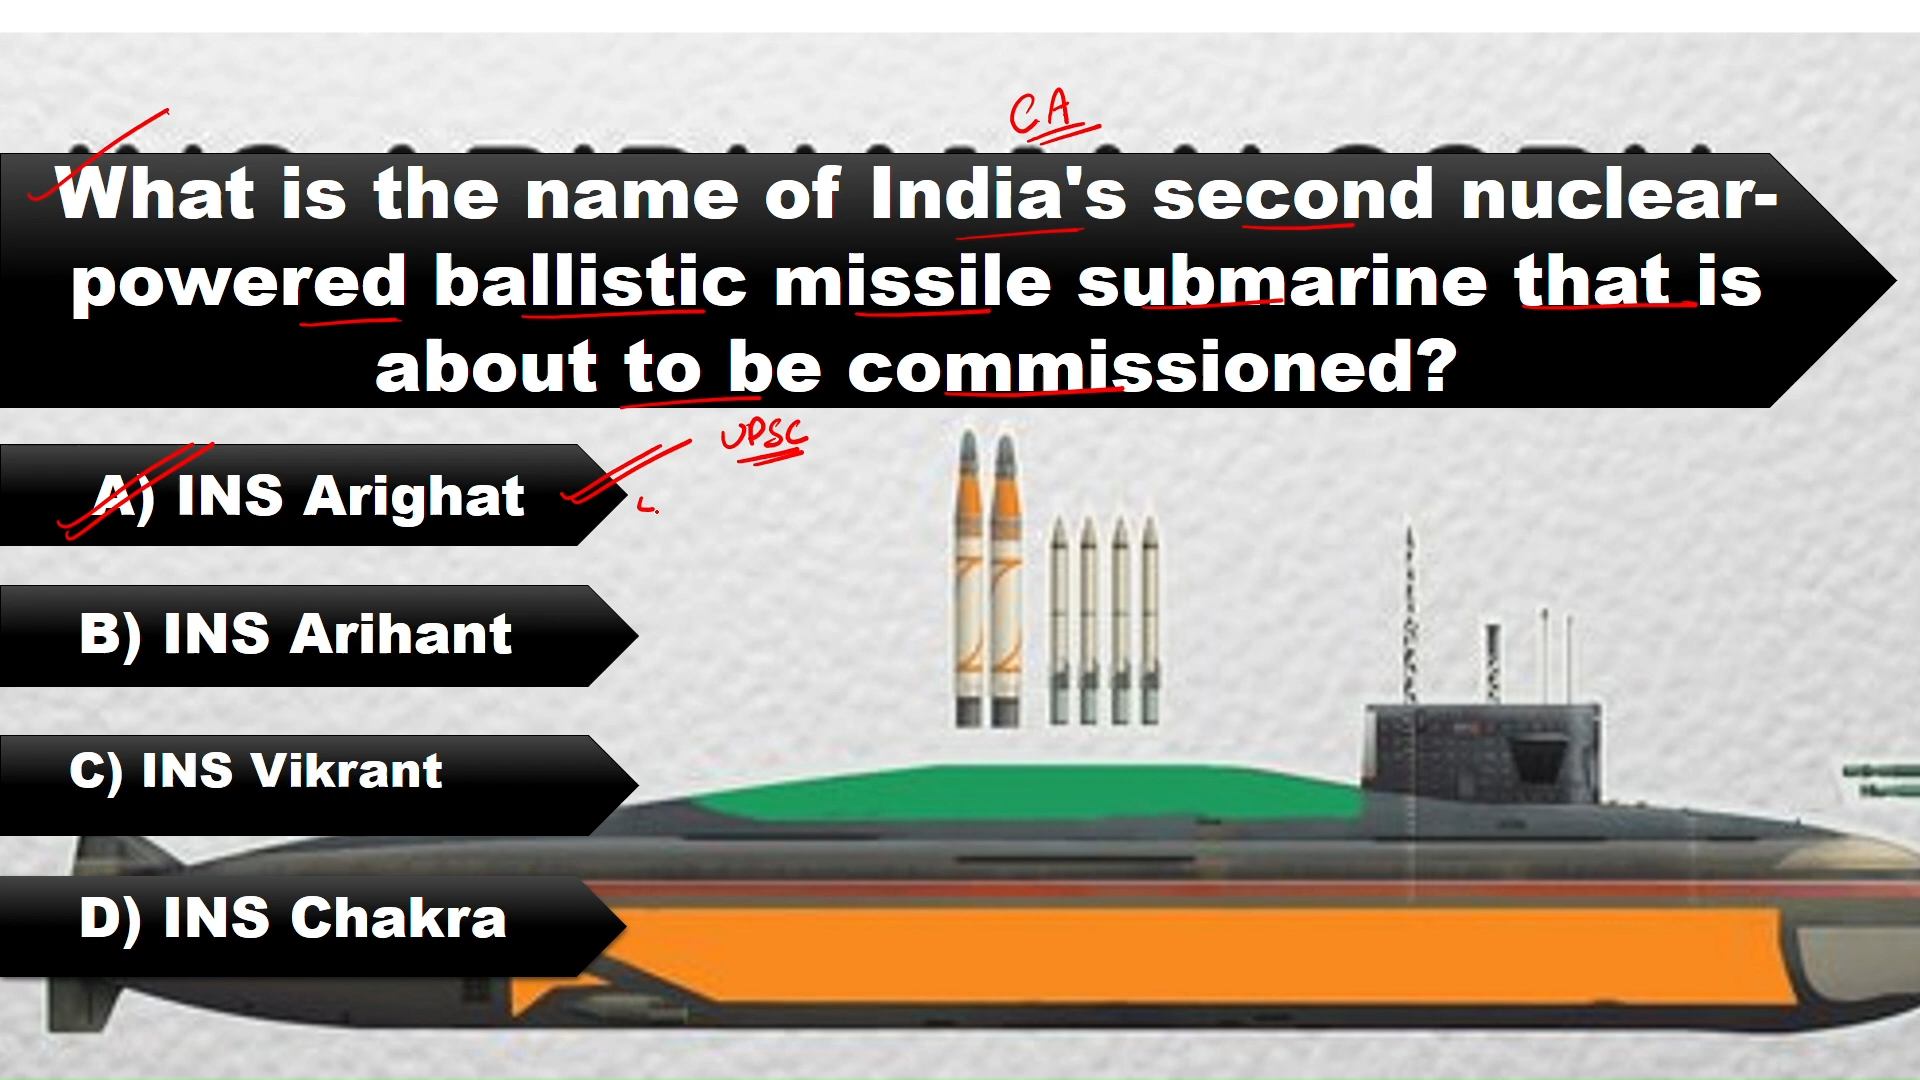 CA
What is the name of India's second nuclear-
powered ballistic missile submarine that is
about to be commissioned?
UPSC
A) INS Arighat
B) INS Arihant
C) INS Vikrant
D) INS Chakra